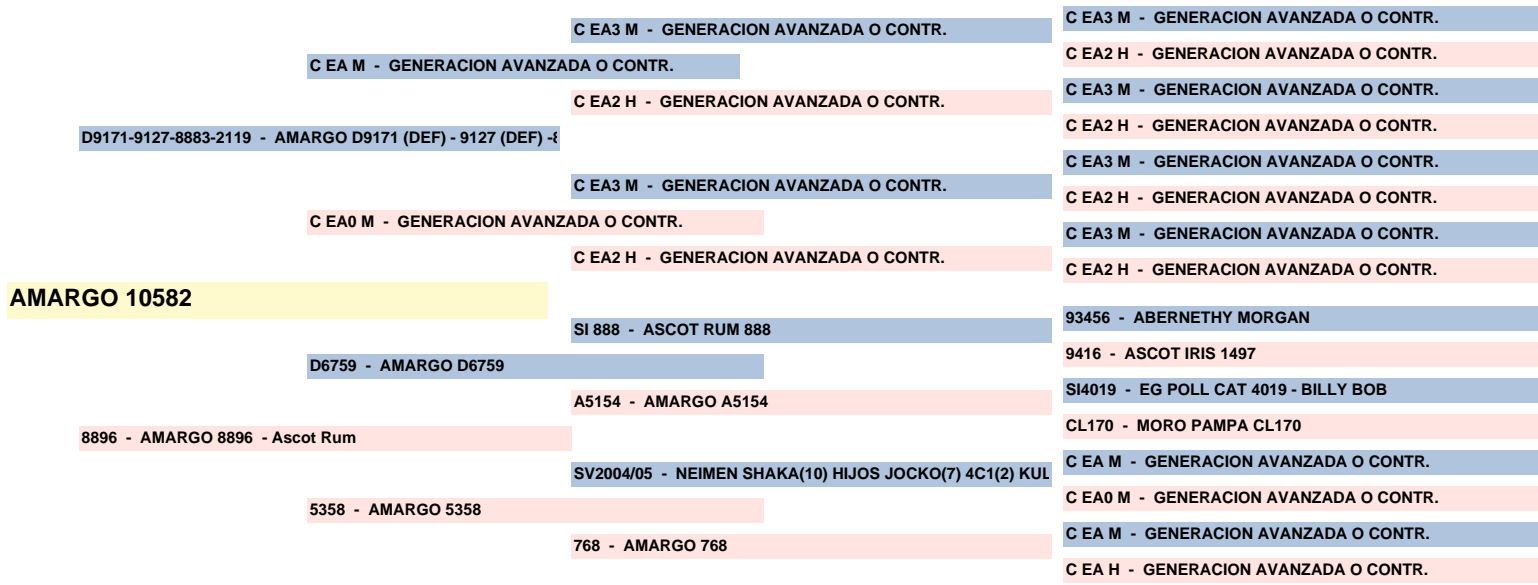 C EA3 M - GENERACION AVANZADA O CONTR.
C EA3 M - GENERACION AVANZADA O CONTR.
C EA2 H - GENERACION AVANZADA O CONTR.
C EA M - GENERACION AVANZADA O CONTR.
C EA3 M - GENERACION AVANZADA O CONTR.
C EA2 H - GENERACION AVANZADA O CONTR.
C EA2 H - GENERACION AVANZADA O CONTR.
D9171-9127-8883-2119 - AMARGO D9171 (DEF) - 9127 (DEF) -8
C EA3 M - GENERACION AVANZADA O CONTR.
C EA3 M - GENERACION AVANZADA O CONTR.
C EA2 H - GENERACION AVANZADA O CONTR.
C EA0 M - GENERACION AVANZADA O CONTR.
C EA3 M - GENERACION AVANZADA O CONTR.
C EA2 H - GENERACION AVANZADA O CONTR.
C EA2 H - GENERACION AVANZADA O CONTR.
AMARGO 10582
SI 888 - ASCOT RUM 888
93456 - ABERNETHY MORGAN
9416 - ASCOT IRIS 1497
D6759 - AMARGO D6759
SI4019 - EG POLL CAT 4019 - BILLY BOB
A5154 - AMARGO A5154
CL170 - MORO PAMPA CL170
8896 - AMARGO 8896 - Ascot Rum
C EA M - GENERACION AVANZADA O CONTR.
SV2004/05 - NEIMEN SHAKA(10) HIJOS JOCKO(7) 4C1(2) KUL
C EA0 M - GENERACION AVANZADA O CONTR.
5358 - AMARGO 5358
C EA M - GENERACION AVANZADA O CONTR.
768 - AMARGO 768
C EA H - GENERACION AVANZADA O CONTR.